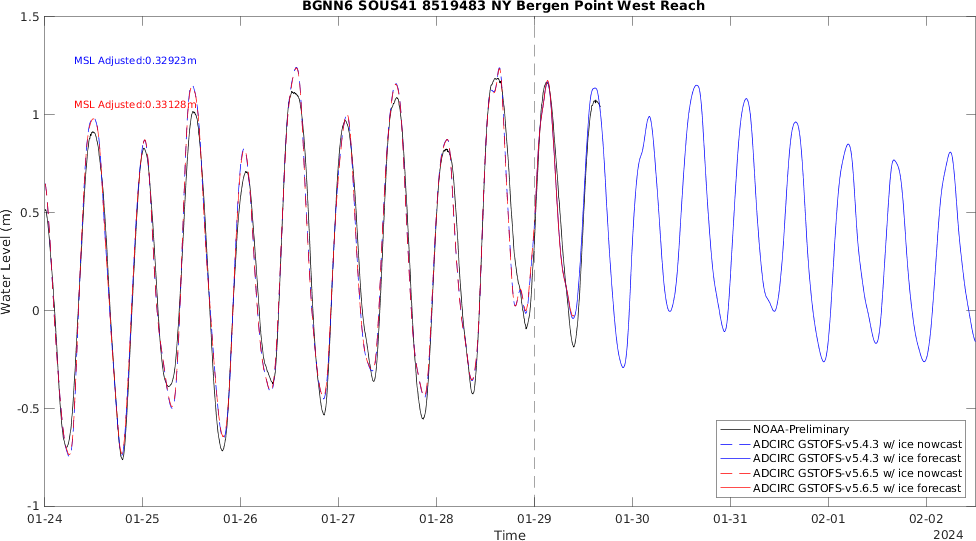 BGNN6 SOUS41 8519483 NY Bergen Point West Reach
1.5
MSL Adjusted:0.32923m
MSL Adjusted:0.33128m
1
0.5
Water Level (m)
0
-0.5
NOAA-Preliminary
ADCIRC GSTOFS-v5.4.3 w/ ice nowcast
ADCIRC GSTOFS-v5.4.3 w/ ice forecast
ADCIRC GSTOFS-v5.6.5 w/ ice nowcast
ADCIRC GSTOFS-v5.6.5 w/ ice forecast
-1
01-24 01-25 01-26 01-27 01-28 01-29 01-30 01-31 02-01 02-02
Time
2024